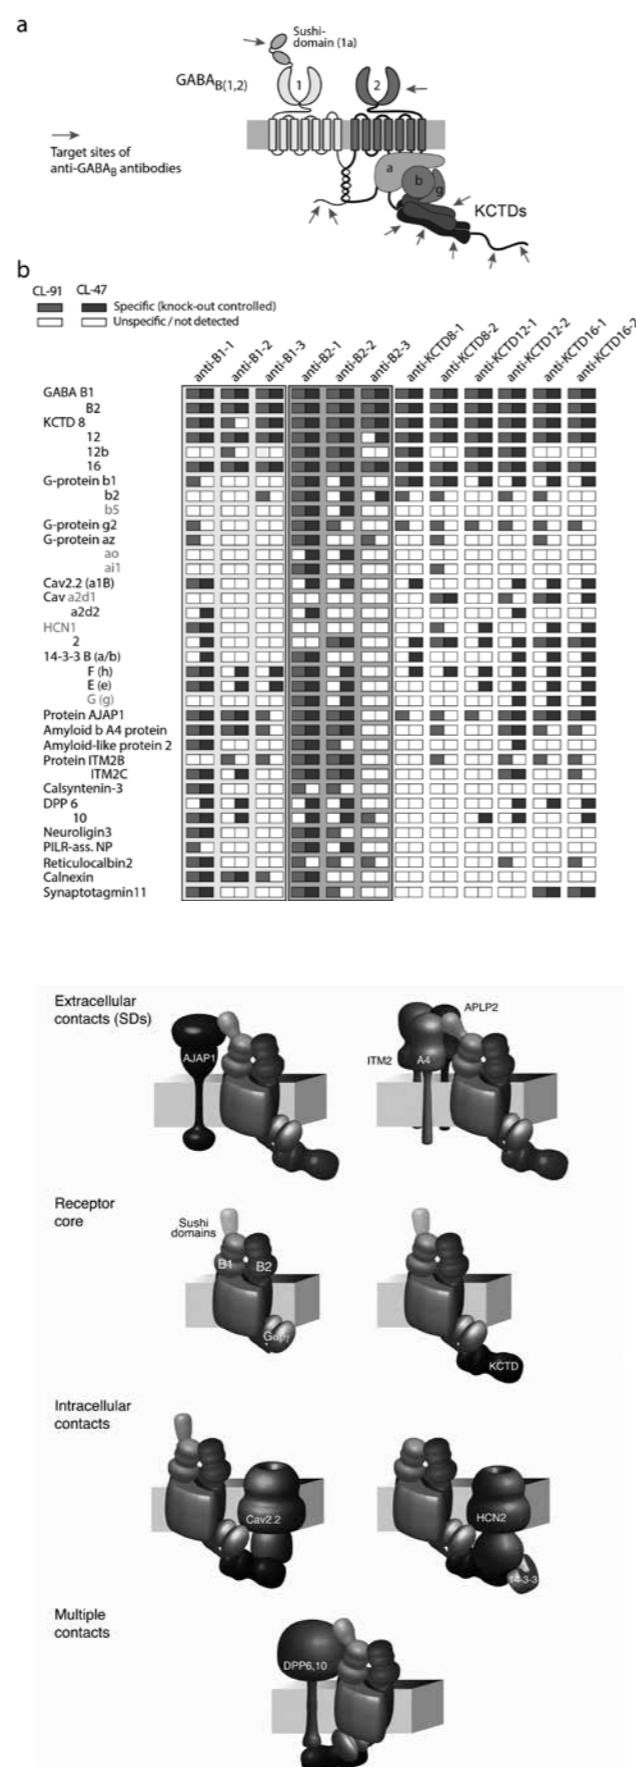 a
Sushi-
domain (1a)
GABAB(1,2)
1
2
Target sites of
anti-GABAB antibodies
a
b
g
KCTDs
b
CL-91 CL-47
Specific (knock-out controlled)
Unspecific / not detected
anti-B1-1
anti-B1-2
anti-B1-3
anti-B2-1
anti-B2-2
anti-B2-3
anti-KCTD8-1
anti-KCTD8-2
anti-KCTD12-1
anti-KCTD12-2
anti-KCTD16-1
anti-KCTD16-2
GABA B1
B2
KCTD 8
12
12b
16
G-protein b1
b2
b5
G-protein g2
G-protein az
ao
ai1
Cav2.2 (a1B)
Cav a2d1
a2d2
HCN1
2
14-3-3 B (a/b)
F (h)
E (e)
G (g)
Protein AJAP1
Amyloid b A4 protein
Amyloid-like protein 2
Protein ITM2B
ITM2C
Calsyntenin-3
DPP 6
10
Neuroligin3
PILR-ass. NP
Reticulocalbin2
Calnexin
Synaptotagmin11
Extracellular
contacts (SDs)
AJAP1
APLP2
ITM2
A4
Receptor
core
Sushi
domains
B1
B2
KCTD
Intracellular
contacts
Cav2.2
HCN2
14-3-3
Multiple
contacts
DPP6,10